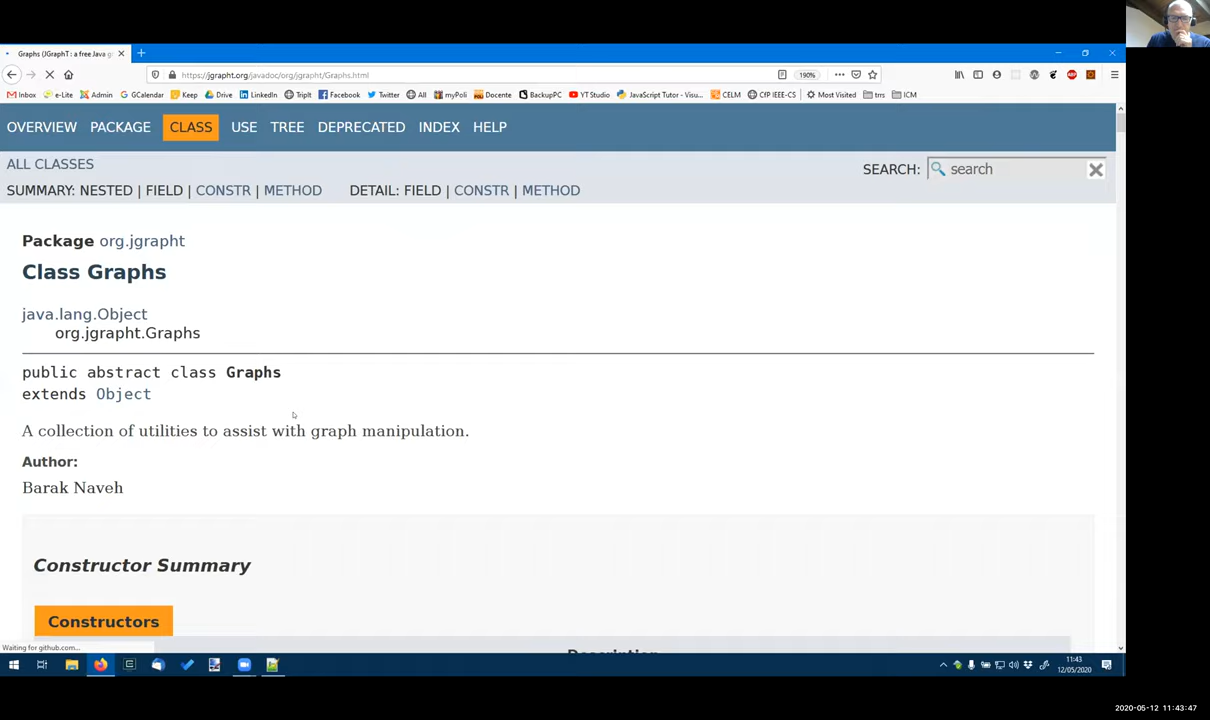 Graphs (JGraphT : a free Java g
https://jgrapht.org/javadoc/org/jgrapht/Graphs.html
190%
Inbox e-Lite Admin GCalendar Keep Drive LinkedIn TripIt Facebook Twitter All myPoli Docente BackupPC YT Studio JavaScript Tutor -Vis... CELM CfP IEEE-CS Most Visited trrs ICM
OVERVIEW PACKAGE CLASS USE TREE DEPRECATED INDEX HELP
ALL CLASSES
SEARCH: search
SUMMARY: NESTED | FIELD | CONSTR | METHOD DETAIL: FIELD | CONSTR | METHOD
Package org.jgrapht
Class Graphs
java.lang.Object
org.jgrapht.Graphs
public abstract class Graphs
extends Object
A collection of utilities to assist with graph manipulation.
Author:
Barak Naveh
Constructor Summary
Constructors
Description
Waiting for github.com...
11:43
12/05/2020
2020-05-12 11:43:47